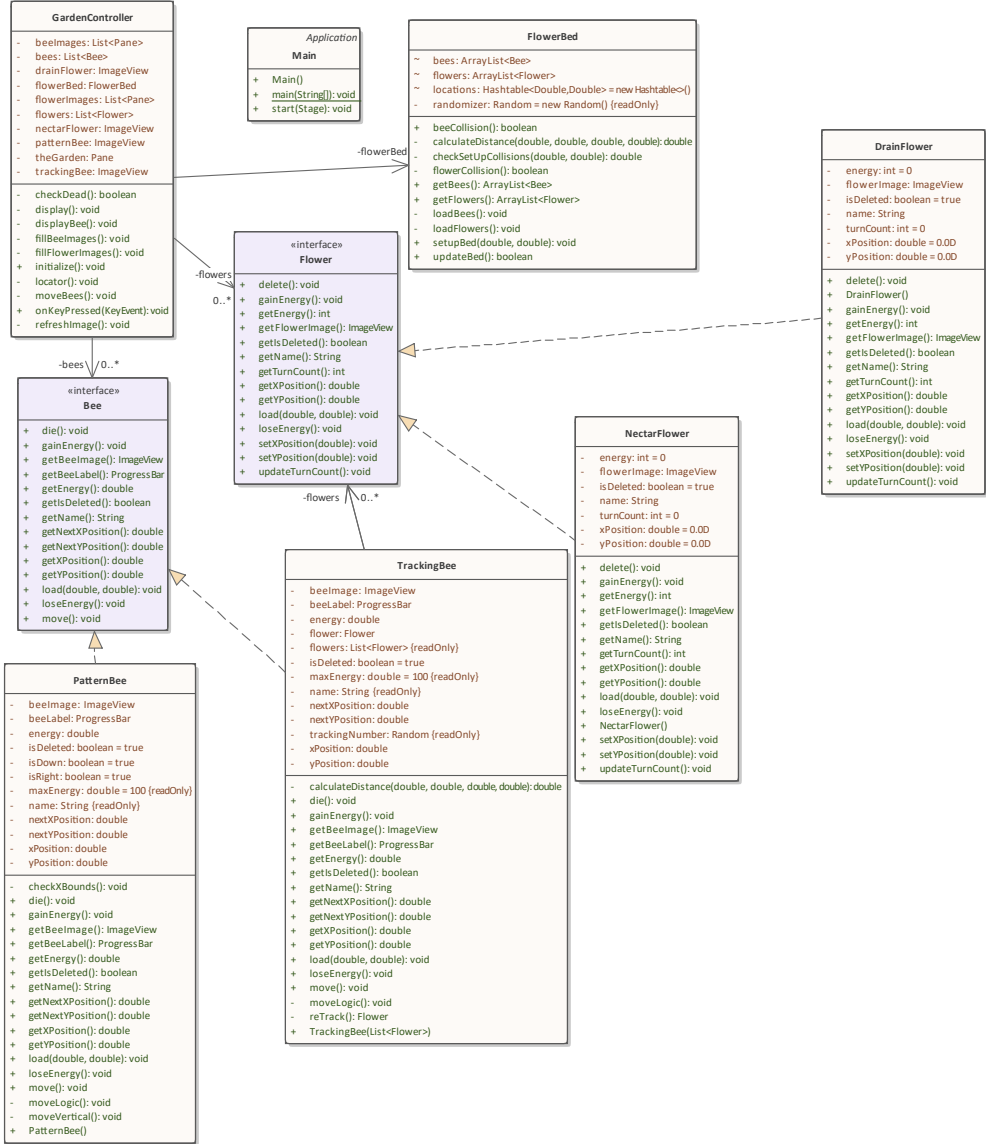 GardenController
- beeImages: List<Pane>
- bees: List<Bee>
- drainFlower: ImageView
- flowerBed: FlowerBed
- flowerImages: List<Pane>
- flowers: List<Flower>
- nectarFlower: ImageView
- patternBee: ImageView
- theGarden: Pane
- trackingBee: ImageView
- checkDead(): boolean
- display(): void
- displayBee(): void
- fillBeeImages(): void
- fillFlowerImages(): void
+ initialize(): void
- locator(): void
- moveBees(): void
+ onKeyPressed(KeyEvent): void
- refreshImage(): void
Application
Main
+ Main()
+ main(String[]): void
+ start(Stage): void
FlowerBed
~ bees: ArrayList<Bee>
~ flowers: ArrayList<Flower>
~ locations: Hashtable<Double,Double> = new Hashtable<>()
- randomizer: Random = new Random() {readOnly}
+ beeCollision(): boolean
- calculateDistance(double, double, double, double): double
- checkSetUpCollisions(double, double): double
- flowerCollision(): boolean
+ getBees(): ArrayList<Bee>
+ getFlowers(): ArrayList<Flower>
- loadBees(): void
- loadFlowers(): void
+ setupBed(double, double): void
+ updateBed(): boolean
-flowerBed
-flowers
0..*
-bees
0..*
«interface»
Flower
+ delete(): void
+ gainEnergy(): void
+ getEnergy(): int
+ getFlowerImage(): ImageView
+ getIsDeleted(): boolean
+ getName(): String
+ getTurnCount(): int
+ getXPosition(): double
+ getYPosition(): double
+ load(double, double): void
+ loseEnergy(): void
+ setXPosition(double): void
+ setYPosition(double): void
+ updateTurnCount(): void
DrainFlower
- energy: int = 0
- flowerImage: ImageView
- isDeleted: boolean = true
- name: String
- turnCount: int = 0
- xPosition: double = 0.0D
- yPosition: double = 0.0D
+ delete(): void
+ DrainFlower()
+ gainEnergy(): void
+ getEnergy(): int
+ getFlowerImage(): ImageView
+ getIsDeleted(): boolean
+ getName(): String
+ getTurnCount(): int
+ getXPosition(): double
+ getYPosition(): double
+ load(double, double): void
+ loseEnergy(): void
+ setXPosition(double): void
+ setYPosition(double): void
+ updateTurnCount(): void
«interface»
Bee
+ die(): void
+ gainEnergy(): void
+ getBeeImage(): ImageView
+ getBeeLabel(): ProgressBar
+ getEnergy(): double
+ getIsDeleted(): boolean
+ getName(): String
+ getNextXPosition(): double
+ getNextYPosition(): double
+ getXPosition(): double
+ getYPosition(): double
+ load(double, double): void
+ loseEnergy(): void
+ move(): void
NectarFlower
- energy: int = 0
- flowerImage: ImageView
- isDeleted: boolean = true
- name: String
- turnCount: int = 0
- xPosition: double = 0.0D
- yPosition: double = 0.0D
+ delete(): void
+ gainEnergy(): void
+ getEnergy(): int
+ getFlowerImage(): ImageView
+ getIsDeleted(): boolean
+ getName(): String
+ getTurnCount(): int
+ getXPosition(): double
+ getYPosition(): double
+ load(double, double): void
+ loseEnergy(): void
+ NectarFlower()
+ setXPosition(double): void
+ setYPosition(double): void
+ updateTurnCount(): void
-flowers
0..*
TrackingBee
- beeImage: ImageView
- beeLabel: ProgressBar
- energy: double
- flower: Flower
- flowers: List<Flower> {readOnly}
- isDeleted: boolean = true
- maxEnergy: double = 100 {readOnly}
- name: String {readOnly}
- nextXPosition: double
- nextYPosition: double
- trackingNumber: Random {readOnly}
- xPosition: double
- yPosition: double
- calculateDistance(double, double, double, double): double
+ die(): void
+ gainEnergy(): void
+ getBeeImage(): ImageView
+ getBeeLabel(): ProgressBar
+ getEnergy(): double
+ getIsDeleted(): boolean
+ getName(): String
+ getNextXPosition(): double
+ getNextYPosition(): double
+ getXPosition(): double
+ getYPosition(): double
+ load(double, double): void
+ loseEnergy(): void
+ move(): void
- moveLogic(): void
- reTrack(): Flower
+ TrackingBee(List<Flower>)
PatternBee
- beeImage: ImageView
- beeLabel: ProgressBar
- energy: double
- isDeleted: boolean = true
- isDown: boolean = true
- isRight: boolean = true
- maxEnergy: double = 100 {readOnly}
- name: String {readOnly}
- nextXPosition: double
- nextYPosition: double
- xPosition: double
- yPosition: double
- checkXBounds(): void
+ die(): void
+ gainEnergy(): void
+ getBeeImage(): ImageView
+ getBeeLabel(): ProgressBar
+ getEnergy(): double
+ getIsDeleted(): boolean
+ getName(): String
+ getNextXPosition(): double
+ getNextYPosition(): double
+ getXPosition(): double
+ getYPosition(): double
+ load(double, double): void
+ loseEnergy(): void
+ move(): void
- moveLogic(): void
- moveVertical(): void
+ PatternBee()